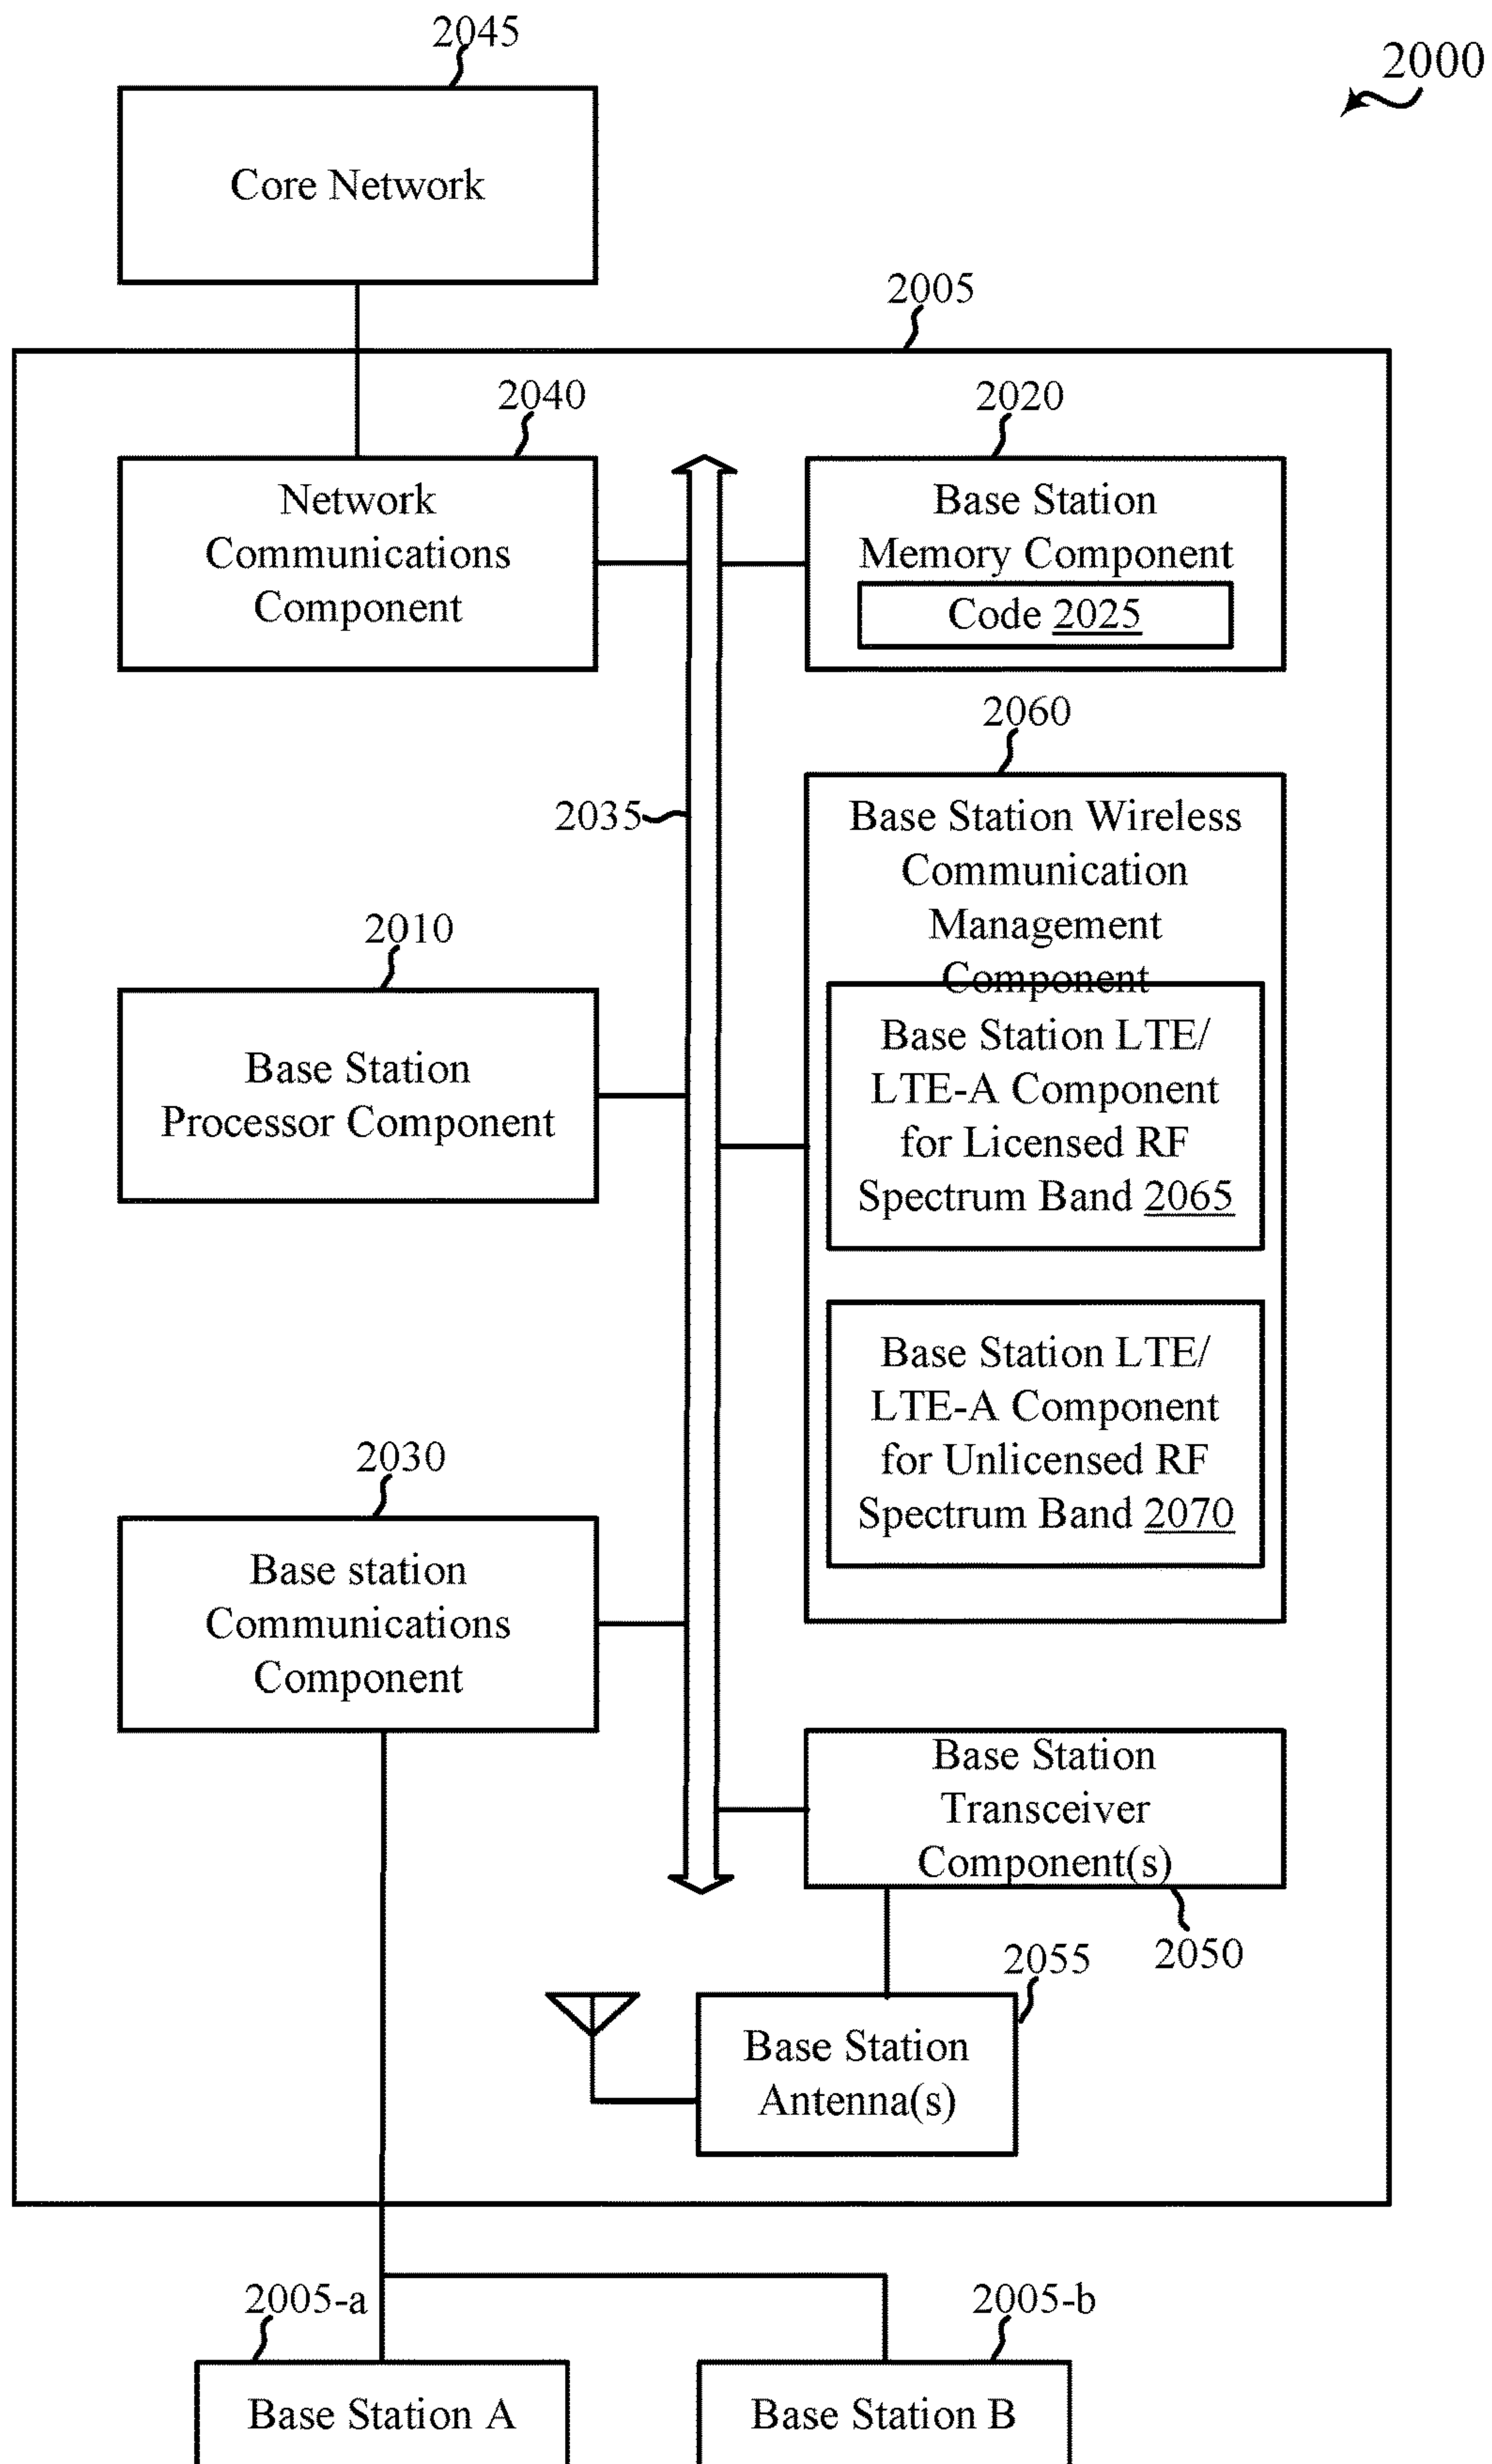 2045
2000
Core Network
2005
2040
2020
Network
Communications
Component
Base Station
Memory Component
Code 2025
2060
2035
Base Station Wireless
Communication
Management
Component
2010
Base Station
Processor Component
Base Station LTE/
LTE-A Component
for Licensed RF
Spectrum Band 2065
Base Station LTE/
LTE-A Component
for Unlicensed RF
Spectrum Band 2070
2030
Base station
Communications
Component
Base Station
Transceiver
Component(s)
2050
2055
Base Station
Antenna(s)
2005-a
2005-b
Base Station A
Base Station B